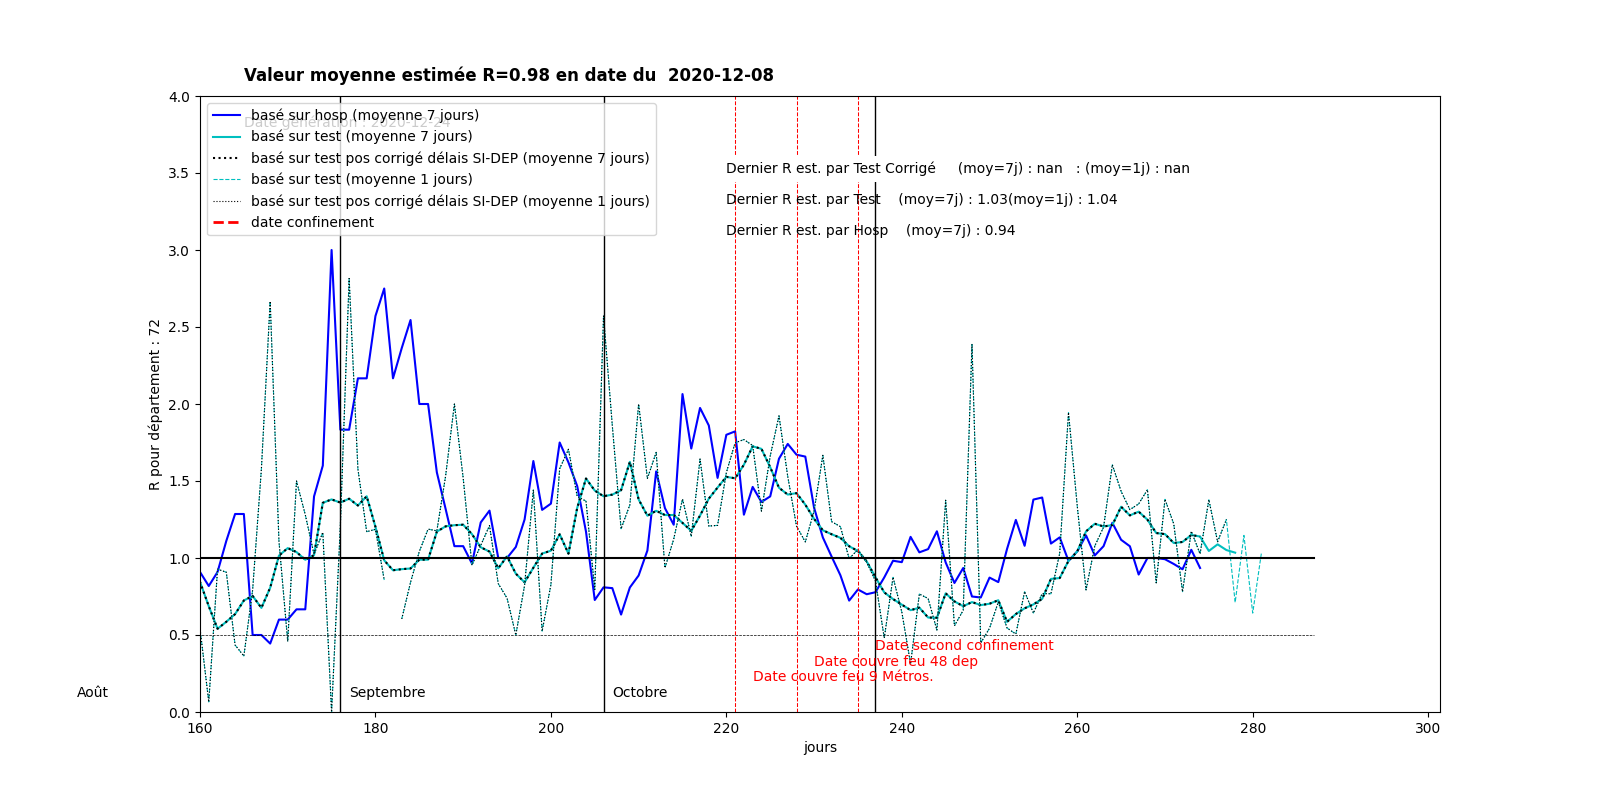 Valeur moyenne estimée R=0.98 en date du  2020-12-08
4.0
3.5
3.0
2.5
2.0
1.5
1.0
0.5
0.0
R pour département : 72
basé sur hosp (moyenne 7 jours)
Date génération : 2020-12-24
basé sur test (moyenne 7 jours)
basé sur test pos corrigé délais SI-DEP (moyenne 7 jours)
basé sur test (moyenne 1 jours)
basé sur test pos corrigé délais SI-DEP (moyenne 1 jours)
date confinement
Dernier R est. par Test Corrigé     (moy=7j) : nan   : (moy=1j) : nan
Dernier R est. par Test    (moy=7j) : 1.03(moy=1j) : 1.04
Dernier R est. par Hosp    (moy=7j) : 0.94
Date second confinement
Date couvre feu 48 dep
Date couvre feu 9 Métros.
Août
Septembre
Octobre
160 180 200 220 240 260 280 300
jours